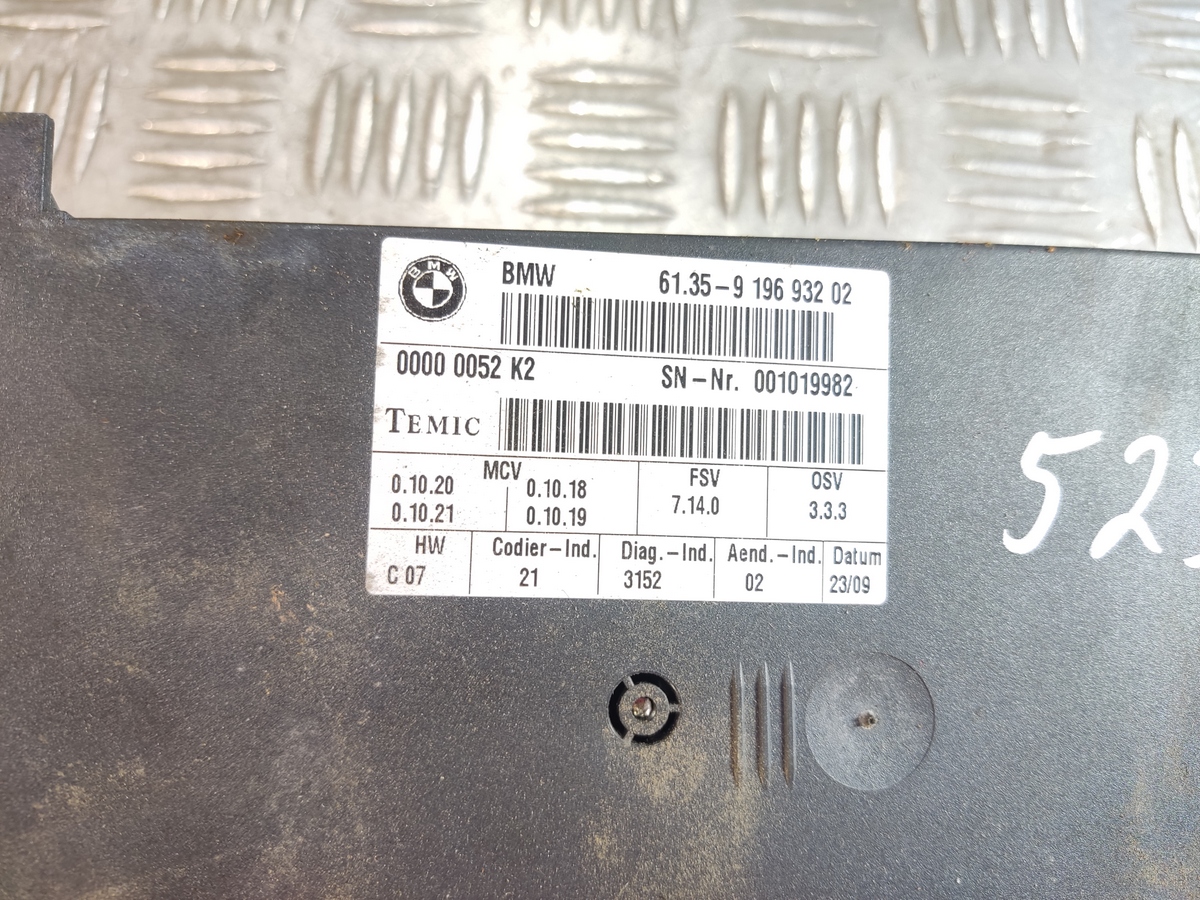 BMW
BMW 61.35-9 196 932 02
0000 0052 K2 SN-Nr. 001019982
TEMIC
MCV FSV OSV
0.10.20 0.10.18 7.14.0 3.3.3
0.10.21 0.10.19
HW Codier-Ind. Diag.-Ind. Aend.-Ind. Datum
C 07 21 3152 02 23/09
52